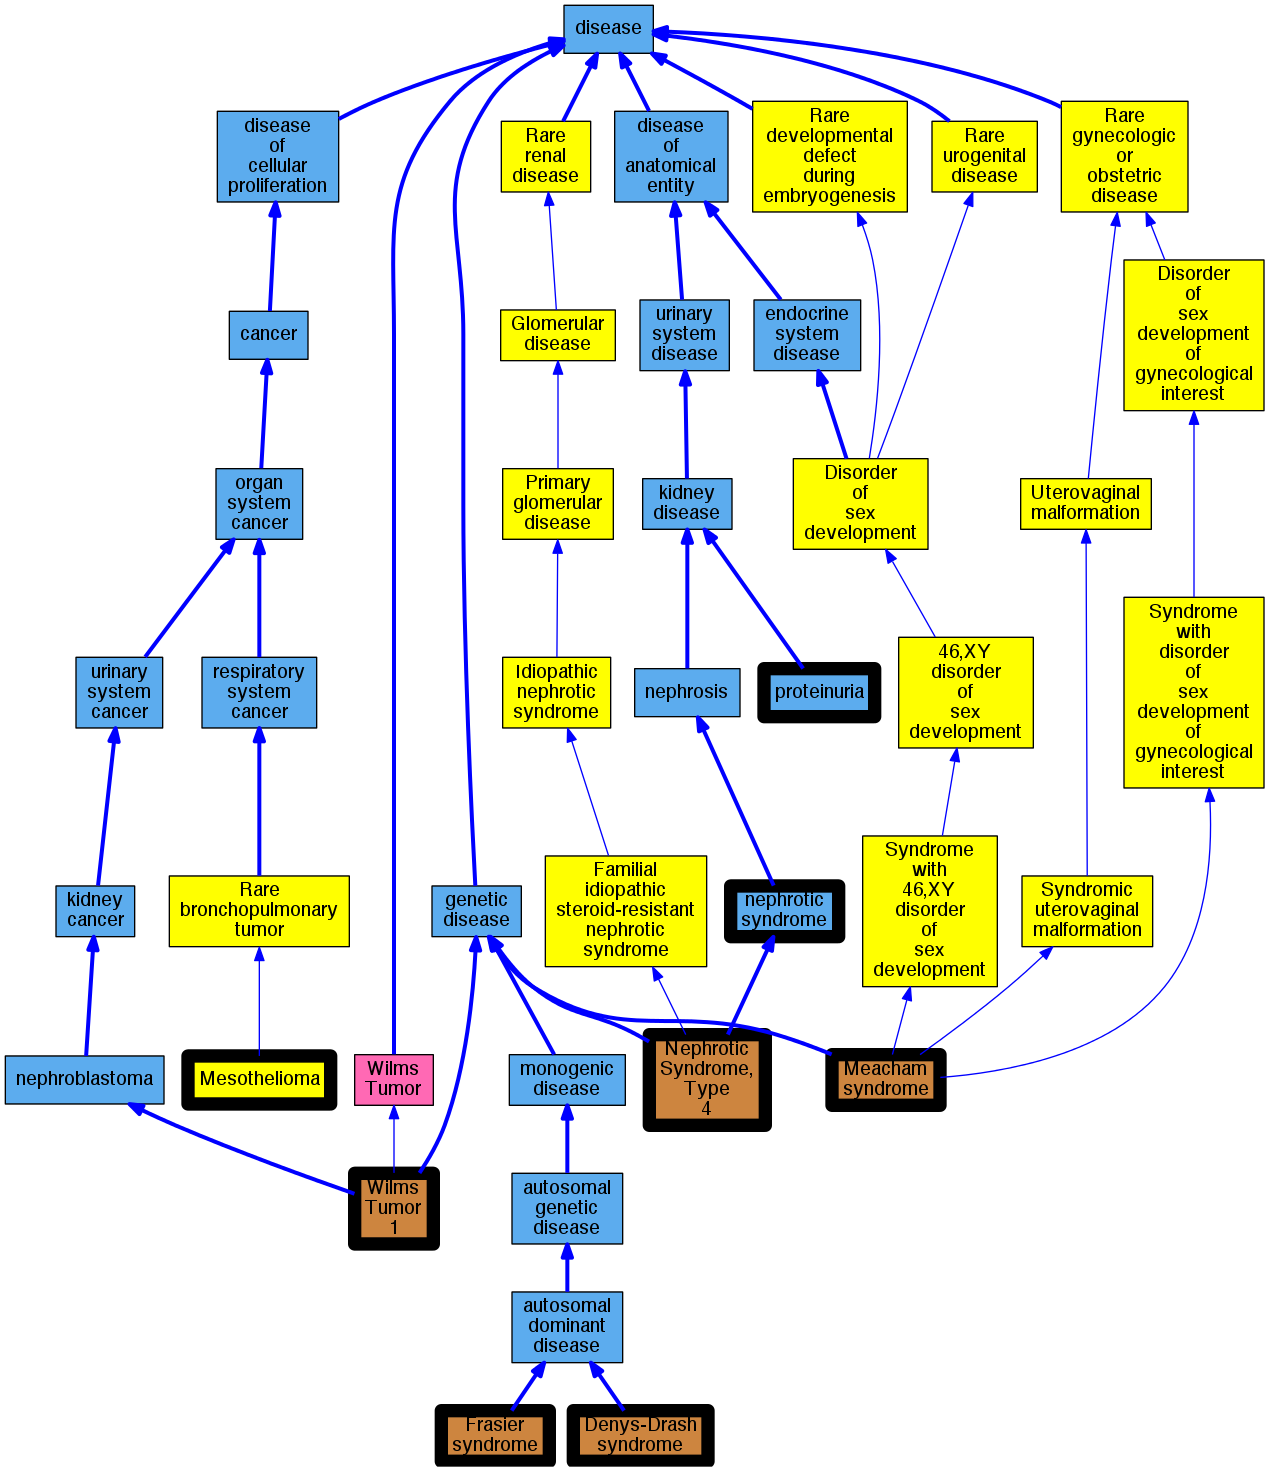 disease
disease
of
cellular
proliferation
Rare
renal
disease
disease
of
anatomical
entity
Rare
developmental
defect
during
embryogenesis
Rare
urogenital
disease
Rare
gynecologic
or
obstetric
disease
cancer
Glomerular
disease
urinary
system
disease
endocrine
system
disease
Disorder
of
sex
development
of
gynecological
interest
organ
system
cancer
Primary
glomerular
disease
kidney
disease
Disorder
of
sex
development
Uterovaginal
malformation
urinary
system
cancer
respiratory
system
cancer
Idiopathic
nephrotic
syndrome
nephrosis
proteinuria
46,XY
disorder
of
sex
development
Syndrome
with
disorder
of
sex
development
of
gynecological
interest
kidney
cancer
Rare
bronchopulmonary
tumor
genetic
disease
Familial
idiopathic
steroid-resistant
nephrotic
syndrome
nephrotic
syndrome
Syndrome
with
46,XY
disorder
of
sex
development
Syndromic
uterovaginal
malformation
nephroblastoma
Mesothelioma
Wilms
Tumor
monogenic
disease
Nephrotic
Syndrome,
Type
4
Meacham
syndrome
Wilms
Tumor
1
autosomal
genetic
disease
autosomal
dominant
disease
Frasier
syndrome
Denys-Drash
syndrome